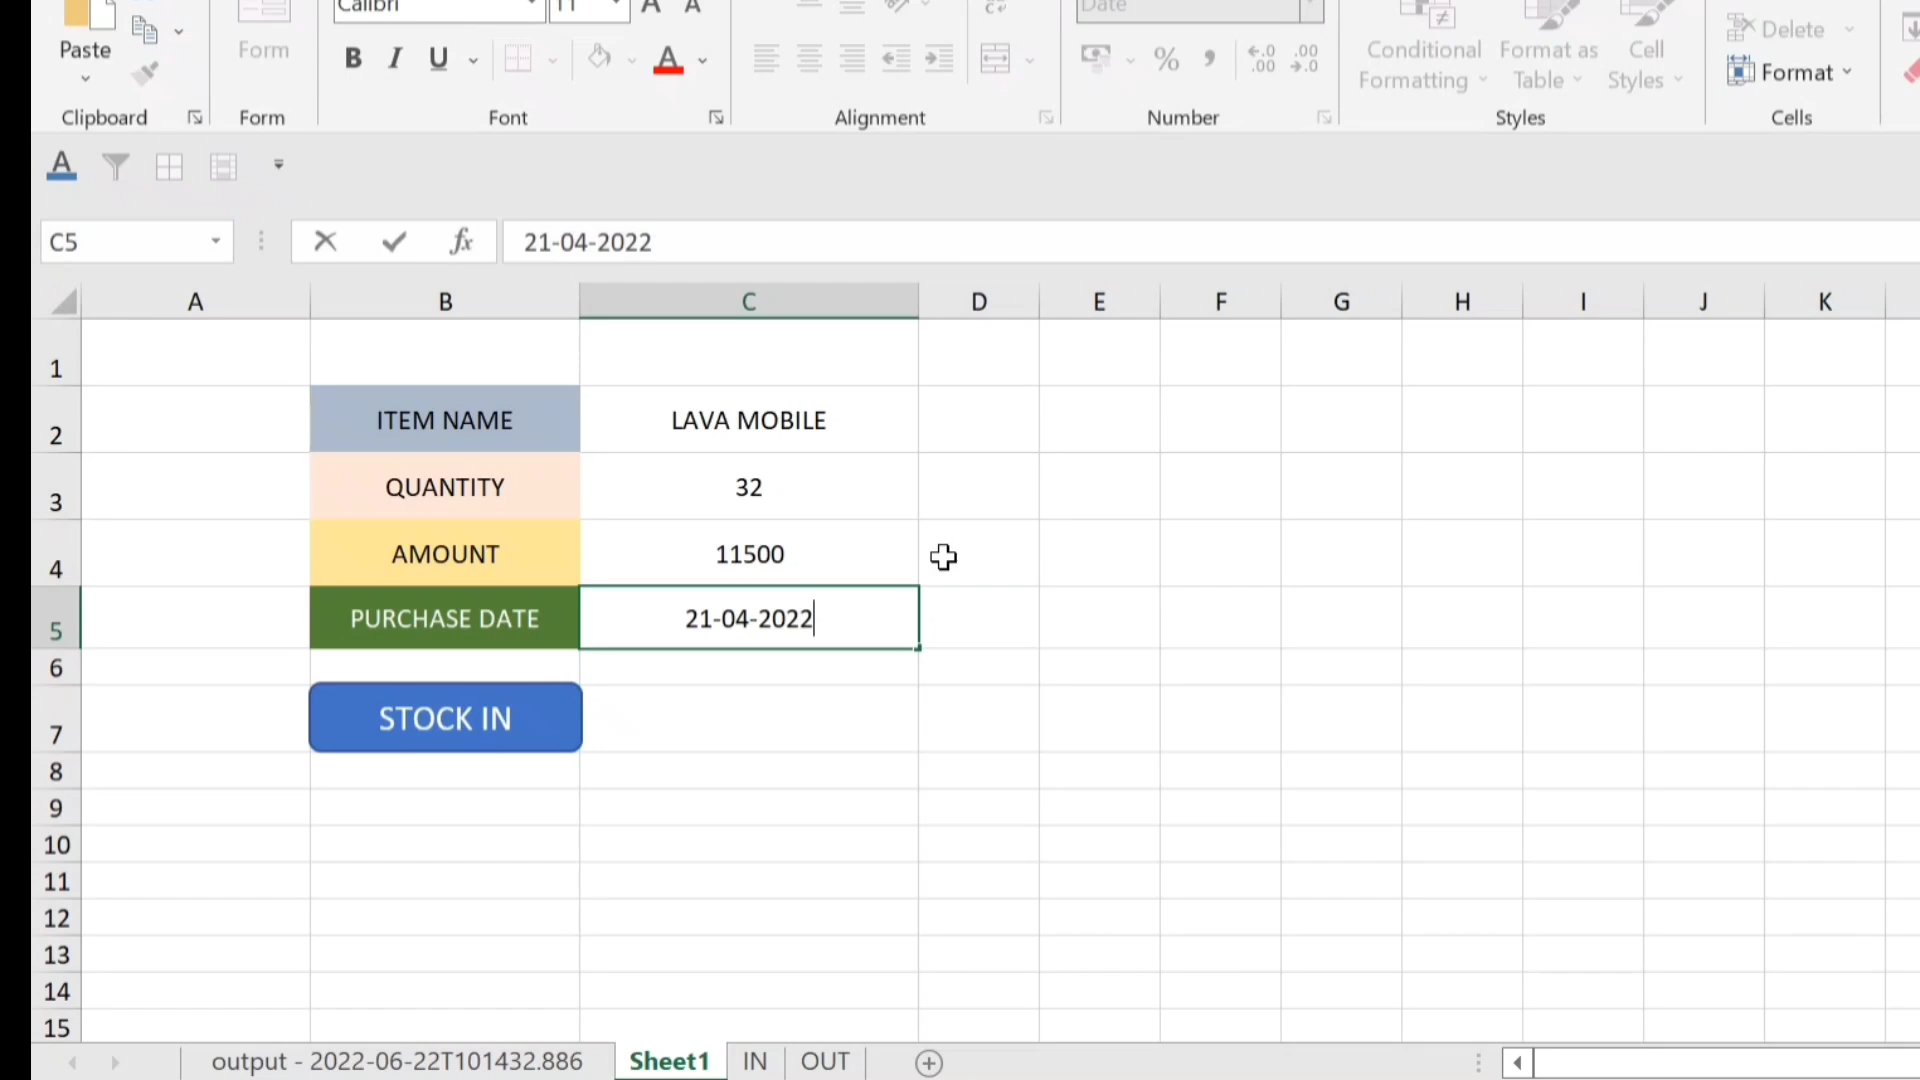 Calibri 11 A A Date
Paste Form B I U A % , Conditional Formatting Format as Table Cell Styles Delete Format
Clipboard Form Font Alignment Number Styles Cells
A
C5 fx 21-04-2022
A B C D E F G H I J K
1
2 ITEM NAME LAVA MOBILE
3 QUANTITY 32
4 AMOUNT 11500
5 PURCHASE DATE 21-04-2022
6
7 STOCK IN
8
9
10
11
12
13
14
15
output - 2022-06-22T101432.886 Sheet1 IN OUT